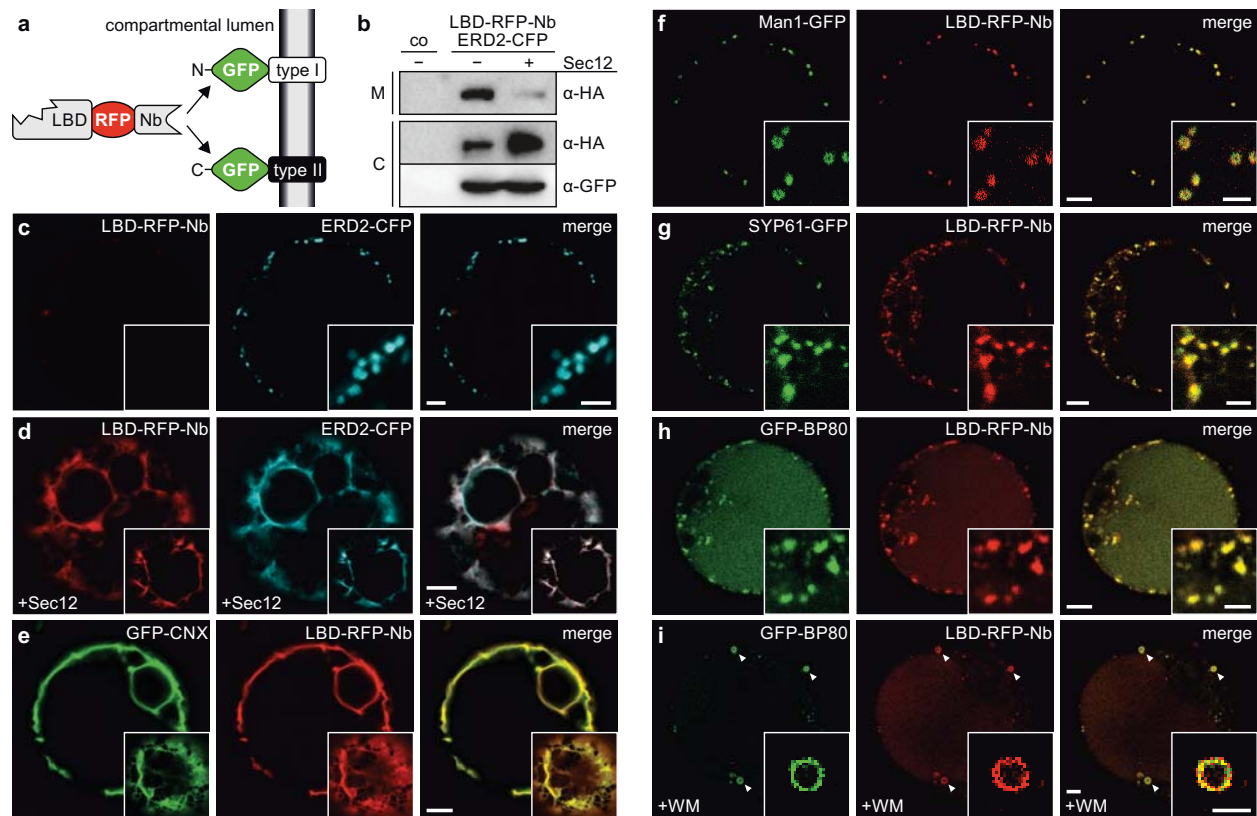 a
compartmental lumen
N-
GFP
type I
LBD
RFP
Nb
C-
GFP
type II
b
LBD-RFP-Nb
co
ERD2-CFP
– – + Sec12
M
α-HA
C
α-HA
α-GFP
c
LBD-RFP-Nb
ERD2-CFP
merge
d
LBD-RFP-Nb
ERD2-CFP
merge
+Sec12
+Sec12
+Sec12
e
GFP-CNX
LBD-RFP-Nb
merge
f
Man1-GFP
LBD-RFP-Nb
merge
g
SYP61-GFP
LBD-RFP-Nb
merge
h
GFP-BP80
LBD-RFP-Nb
merge
i
GFP-BP80
LBD-RFP-Nb
merge
+WM
+WM
+WM